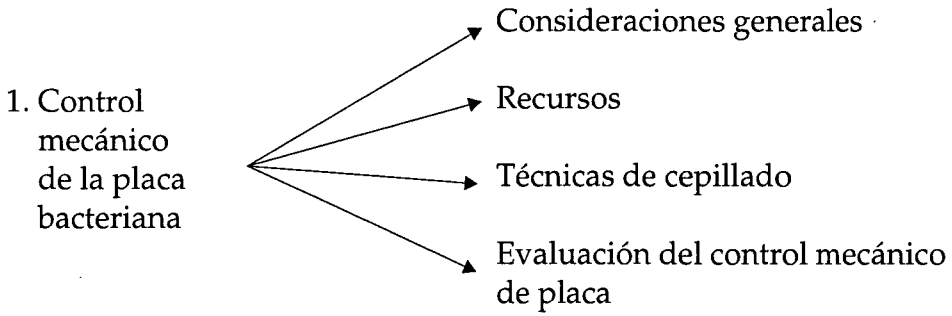 1. Control
mecánico
de la placa
bacteriana
Consideraciones generales
Recursos
Técnicas de cepillado
Evaluación del control mecánico
de placa